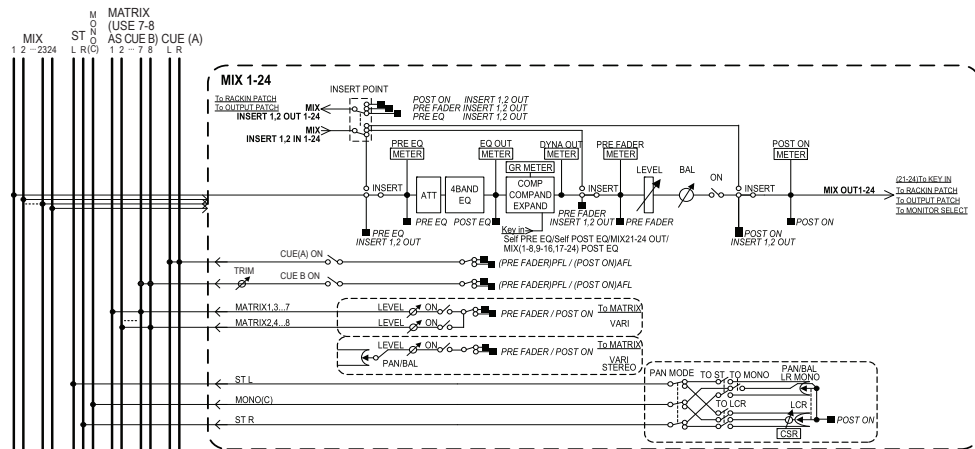 MATRIX
(USE 7-8
AS CUE B)
MIX
ST
MONO(C)
CUE (A)
1 2 ··· 2324
L R
1 2 ··· 7 8
L R
MIX 1-24
INSERT POINT
To RACKIN PATCH
To OUTPUT PATCH
MIX
INSERT 1,2 OUT 1-24
POST ON INSERT 1,2 OUT
PRE FADER INSERT 1,2 OUT
PRE EQ INSERT 1,2 OUT
MIX
INSERT 1,2 IN 1-24
PRE EQ
METER
EQ OUT
METER
DYNA OUT
METER
PRE FADER
METER
POST ON
METER
GR METER
LEVEL
BAL
ON
INSERT
ATT
4BAND
EQ
COMP
COMPAND
EXPAND
INSERT
INSERT
MIX OUT1-24
(21-24)To KEY IN
To RACKIN PATCH
To OUTPUT PATCH
To MONITOR SELECT
PRE EQ
INSERT 1,2 OUT
PRE EQ
POST EQ
PRE FADER
INSERT 1,2 OUT
PRE FADER
POST ON
INSERT 1,2 OUT
POST ON
Key in
Self PRE EQ/Self POST EQ/MIX21-24 OUT/
MIX(1-8,9-16,17-24) POST EQ
CUE(A) ON
(PRE FADER)PFL / (POST ON)AFL
TRIM
CUE B ON
(PRE FADER)PFL / (POST ON)AFL
MATRIX1,3...7
LEVEL
ON
PRE FADER / POST ON
To MATRIX
MATRIX2,4...8
LEVEL
ON
VARI
LEVEL
ON
PAN/BAL
PRE FADER / POST ON
To MATRIX
VARI
STEREO
PAN MODE
TO ST
TO MONO
PAN/BAL
LR MONO
ST L
MONO(C)
TO LCR
LCR
ST R
CSR
POST ON